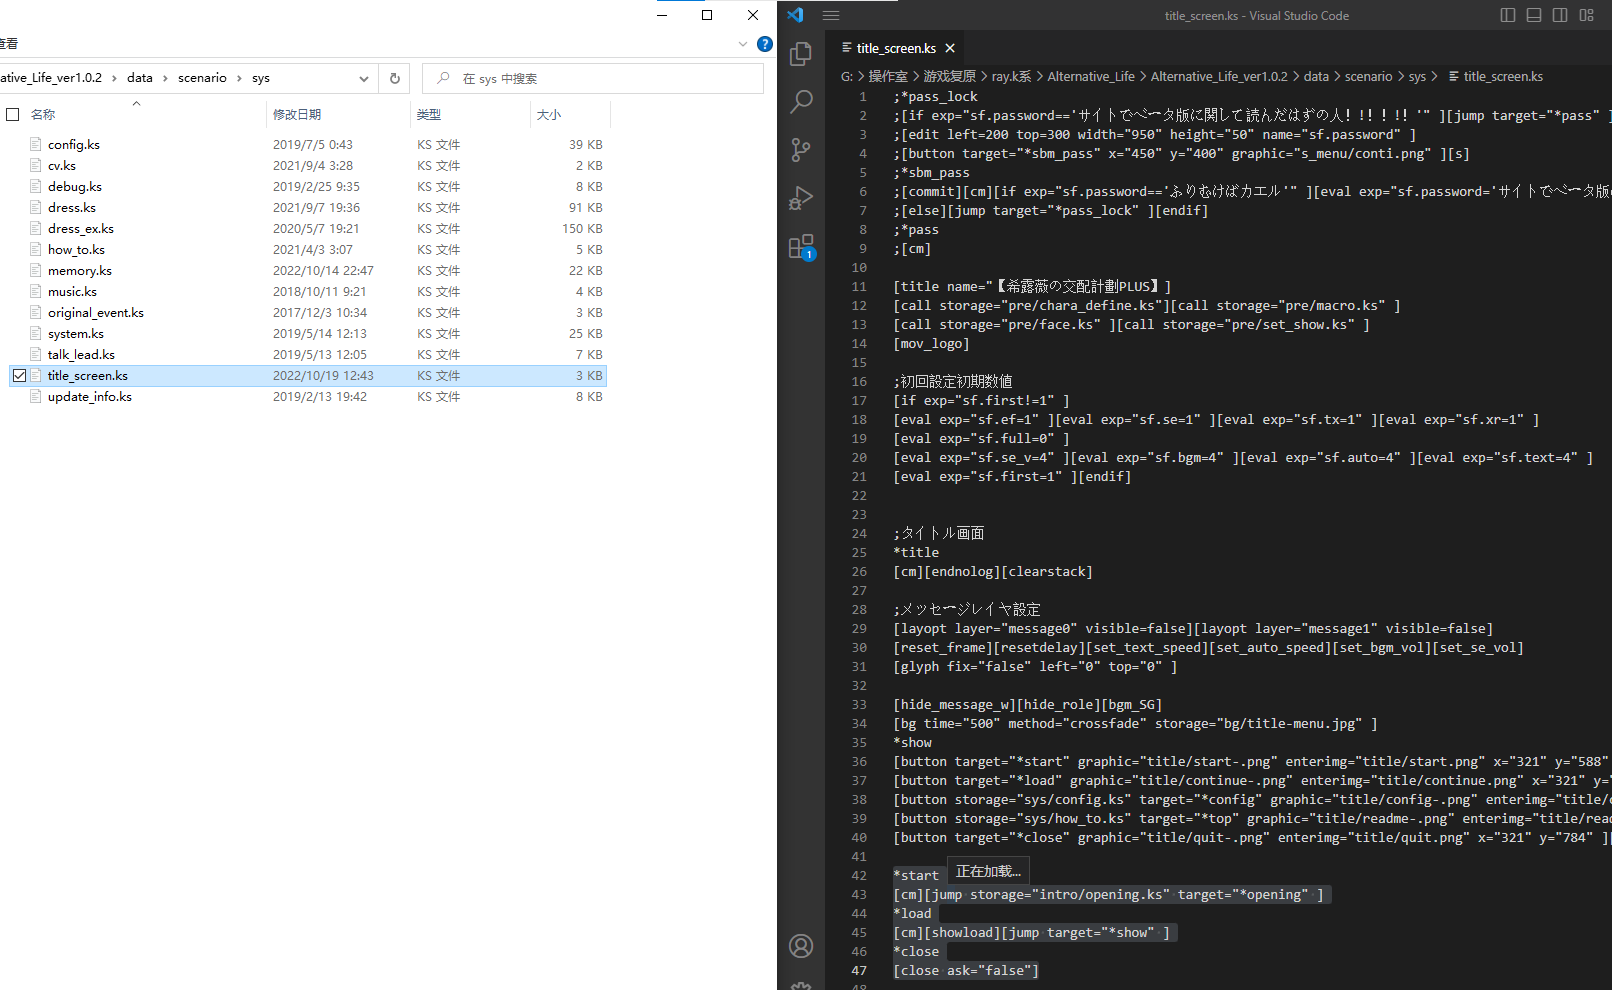 查看
ative_Life_ver1.0.2 > data > scenario > sys
在 sys 中搜索
名称 修改日期 类型 大小
config.ks 2019/7/5 0:43 KS 文件 39 KB
cv.ks 2021/9/4 3:28 KS 文件 2 KB
debug.ks 2019/2/25 9:35 KS 文件 8 KB
dress.ks 2021/9/7 19:36 KS 文件 91 KB
dress_ex.ks 2020/5/7 19:21 KS 文件 150 KB
how_to.ks 2021/4/3 3:07 KS 文件 5 KB
memory.ks 2022/10/14 22:47 KS 文件 22 KB
music.ks 2018/10/11 9:21 KS 文件 4 KB
original_event.ks 2017/12/3 10:34 KS 文件 3 KB
system.ks 2019/5/14 12:13 KS 文件 25 KB
talk_lead.ks 2019/5/13 12:05 KS 文件 7 KB
title_screen.ks 2022/10/19 12:43 KS 文件 3 KB
update_info.ks 2019/2/13 19:42 KS 文件 8 KB
title_screen.ks - Visual Studio Code
title_screen.ks
G: > 操作室 > 游戏复原 > ray.k系 > Alternative_Life > Alternative_Life_ver1.0.2 > data > scenario > sys > title_screen.ks
1
1 ;*pass_lock
2 ;[if exp="sf.password=='サイトでベータ版に関して読んだはずの人！！！！！'" ][jump target="*pass" ]
3 ;[edit left=200 top=300 width="950" height="50" name="sf.password" ]
4 ;[button target="*sbm_pass" x="450" y="400" graphic="s_menu/conti.png" ][s]
5 ;*sbm_pass
6 ;[commit][cm][if exp="sf.password=='ふりむけばカエル'" ][eval exp="sf.password='サイトでベータ版
7 ;[else][jump target="*pass_lock" ][endif]
8 ;*pass
9 ;[cm]
10
11 [title name="【希露薇の交配計劃PLUS】]
12 [call storage="pre/chara_define.ks"][call storage="pre/macro.ks" ]
13 [call storage="pre/face.ks" ][call storage="pre/set_show.ks" ]
14 [mov_logo]
15
16 ;初回設定初期数値
17 [if exp="sf.first!=1" ]
18 [eval exp="sf.ef=1" ][eval exp="sf.se=1" ][eval exp="sf.tx=1" ][eval exp="sf.xr=1" ]
19 [eval exp="sf.full=0" ]
20 [eval exp="sf.se_v=4" ][eval exp="sf.bgm=4" ][eval exp="sf.auto=4" ][eval exp="sf.text=4" ]
21 [eval exp="sf.first=1" ][endif]
22
23
24 ;タイトル画面
25 *title
26 [cm][endnolog][clearstack]
27
28 ;メッセージレイヤ設定
29 [layopt layer="message0" visible=false][layopt layer="message1" visible=false]
30 [reset_frame][resetdelay][set_text_speed][set_auto_speed][set_bgm_vol][set_se_vol]
31 [glyph fix="false" left="0" top="0" ]
32
33 [hide_message_w][hide_role][bgm_SG]
34 [bg time="500" method="crossfade" storage="bg/title-menu.jpg" ]
35 *show
36 [button target="*start" graphic="title/start-.png" enterimg="title/start.png" x="321" y="588"
37 [button target="*load" graphic="title/continue-.png" enterimg="title/continue.png" x="321" y=
38 [button storage="sys/config.ks" target="*config" graphic="title/config-.png" enterimg="title/c
39 [button storage="sys/how_to.ks" target="*top" graphic="title/readme-.png" enterimg="title/read
40 [button target="*close" graphic="title/quit-.png" enterimg="title/quit.png" x="321" y="784" ][
41
42 *start 正在加载...
43 [cm][jump storage="intro/opening.ks" target="*opening" ]
44 *load
45 [cm][showload][jump target="*show" ]
46 *close
47 [close ask="false"]